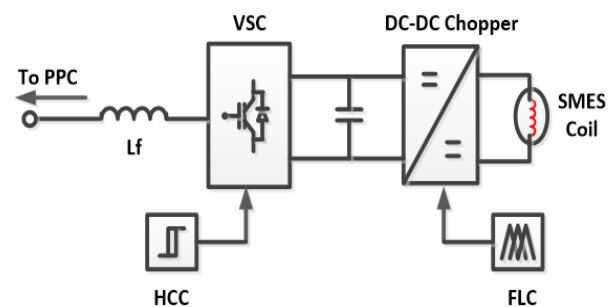 VSC
DC-DC Chopper
To PPC
Lf
SMES
Coil
HCC
FLC